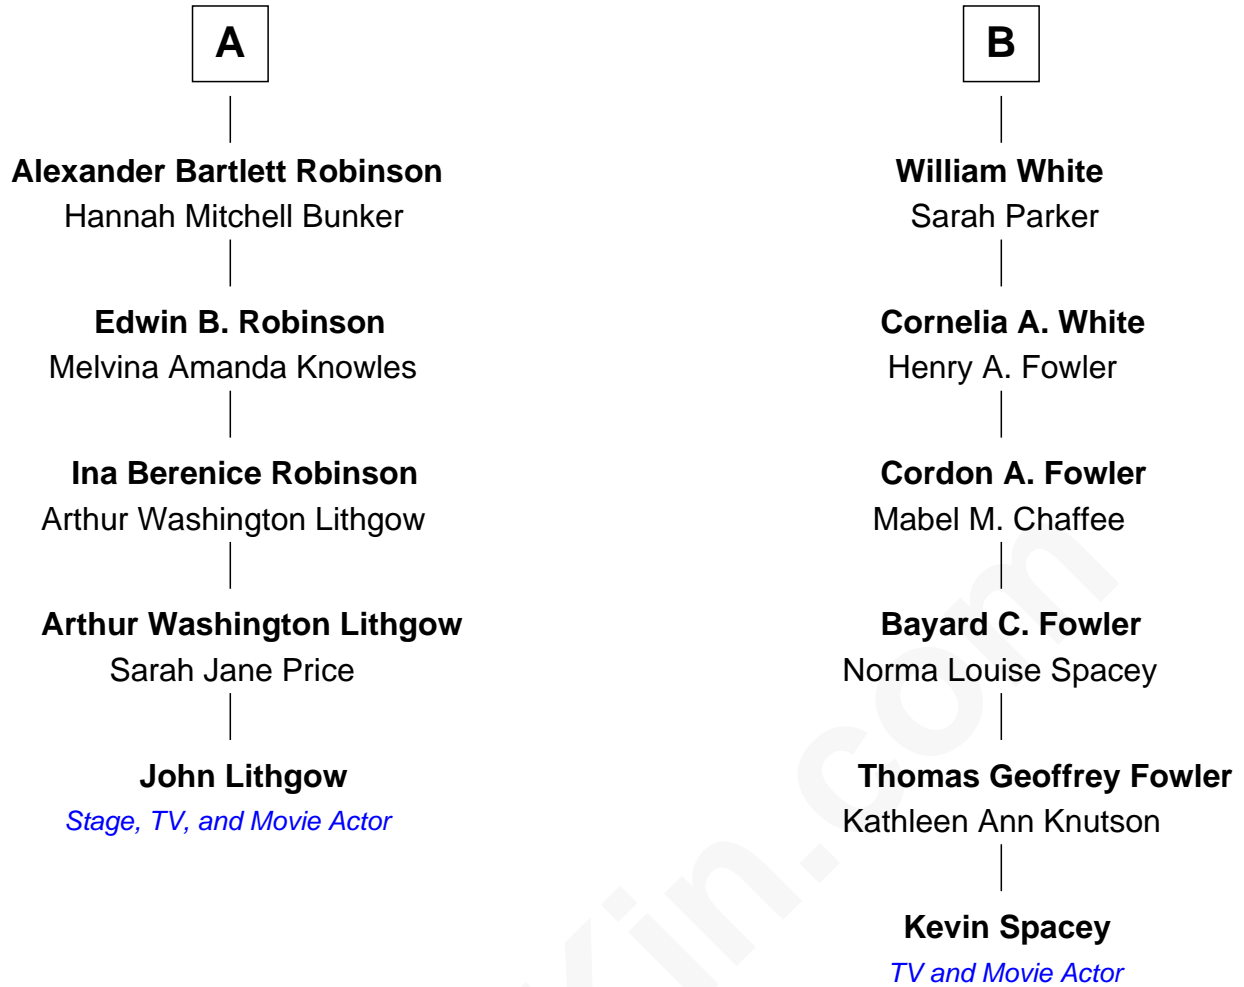 A
Alexander Bartlett Robinson
Hannah Mitchell Bunker
Edwin B. Robinson
Melvina Amanda Knowles
Ina Berenice Robinson
Arthur Washington Lithgow
Arthur Washington Lithgow
Sarah Jane Price
John Lithgow
Stage, TV, and Movie Actor
B
William White
Sarah Parker
Cornelia A. White
Henry A. Fowler
Cordon A. Fowler
Mabel M. Chaffee
Bayard C. Fowler
Norma Louise Spacey
Thomas Geoffrey Fowler
Kathleen Ann Knutson
Kevin Spacey
TV and Movie Actor
Kin.com